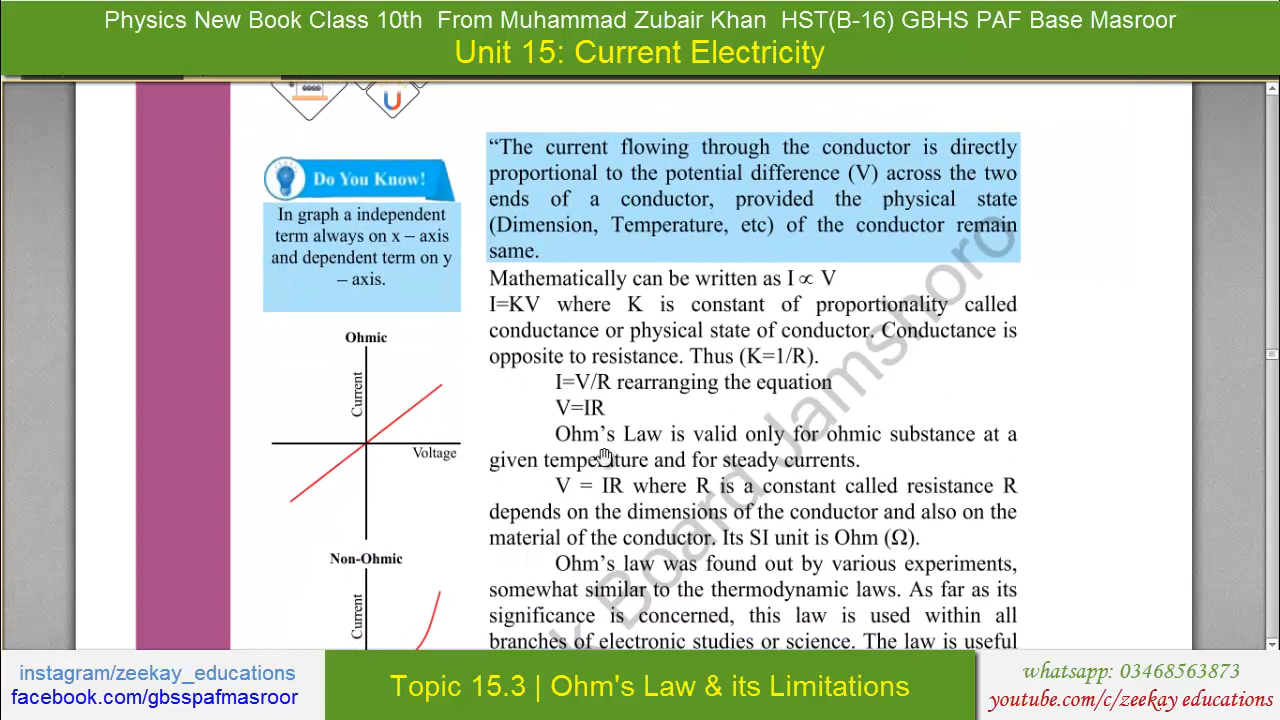 Physics New Book Class 10th From Muhammad Zubair Khan HST(B-16) GBHS PAF Base Masroor
Unit 15: Current Electricity
Do You Know!
In graph a independent
term always on x – axis
and dependent term on y
– axis.
Ohmic
Current
Voltage
Non-Ohmic
Current
“The current flowing through the conductor is directly
proportional to the potential difference (V) across the two
ends of a conductor, provided the physical state
(Dimension, Temperature, etc) of the conductor remain
same.
Mathematically can be written as I ∝ V
I=KV where K is constant of proportionality called
conductance or physical state of conductor. Conductance is
opposite to resistance. Thus (K=1/R).
I=V/R rearranging the equation
V=IR
Ohm’s Law is valid only for ohmic substance at a
given temperature and for steady currents.
V = IR where R is a constant called resistance R
depends on the dimensions of the conductor and also on the
material of the conductor. Its SI unit is Ohm (Ω).
Ohm’s law was found out by various experiments,
somewhat similar to the thermodynamic laws. As far as its
significance is concerned, this law is used within all
branches of electronic studies or science. The law is useful
Board Jamshoro
instagram/zeekay_educations
facebook.com/gbsspafmasroor
Topic 15.3 | Ohm's Law & its Limitations
whatsapp: 03468563873
youtube.com/c/zeekay educations